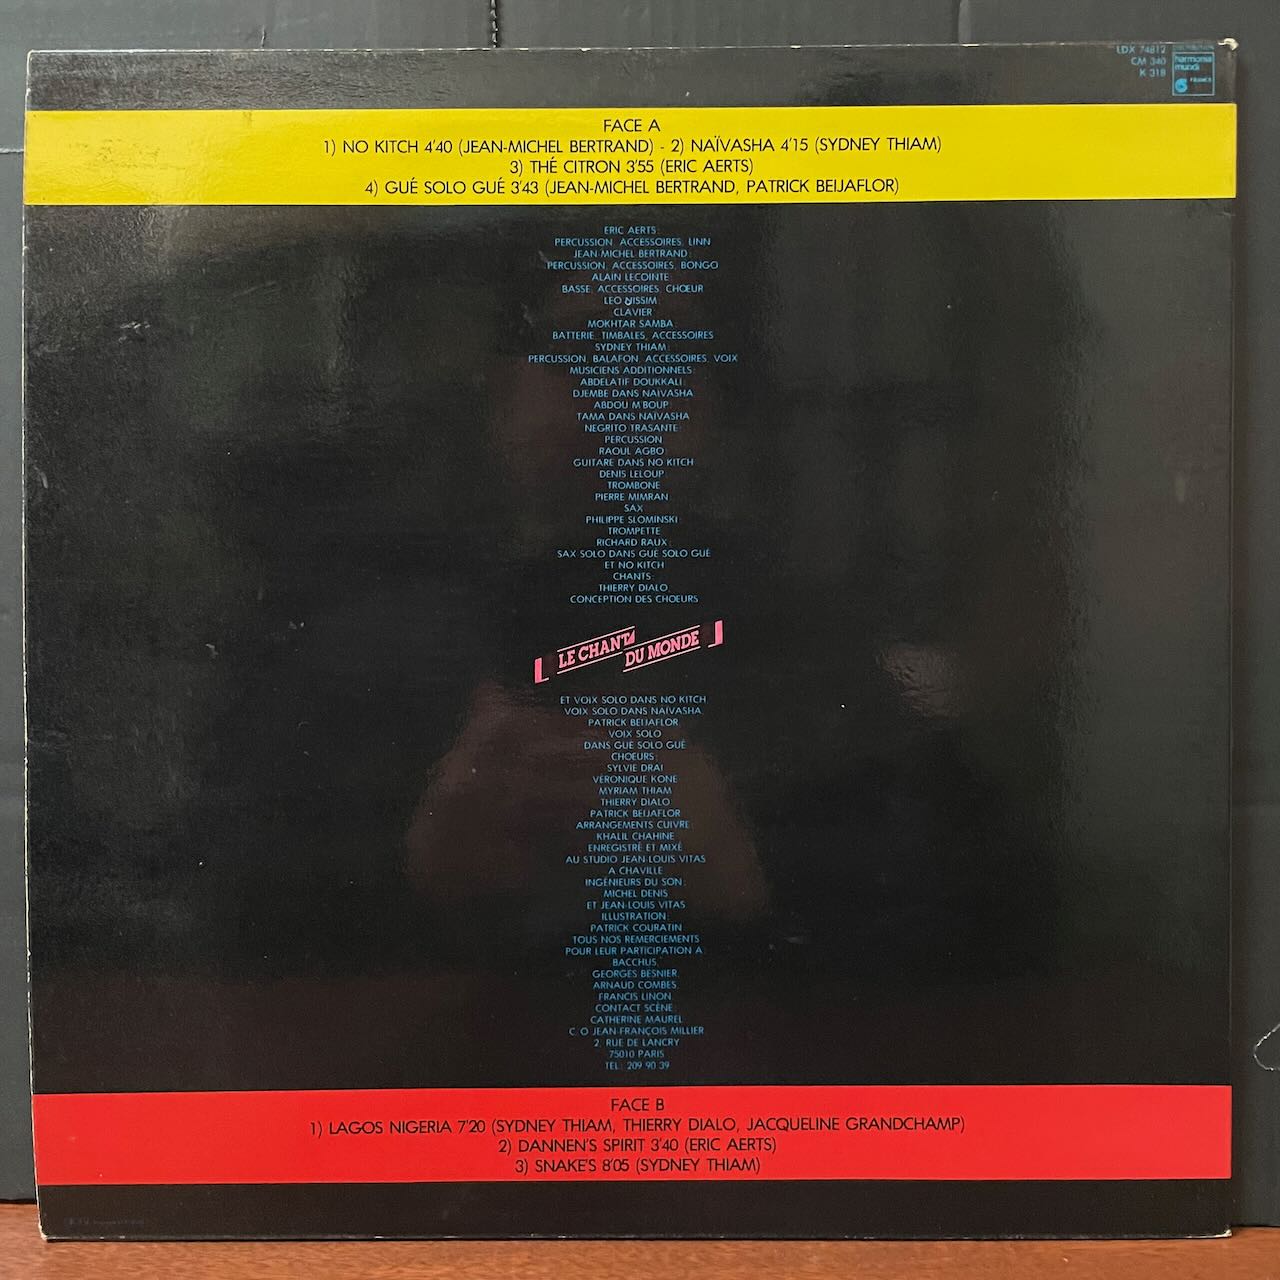 LDX 74812
CM 340
K 318
DISTRIBUTION
harmonia
mundi
FRANCE
FACE A
1) NO KITCH 4'40 (JEAN-MICHEL BERTRAND) - 2) NAÏVASHA 4'15 (SYDNEY THIAM)
3) THÉ CITRON 3'55 (ERIC AERTS)
4) GUÉ SOLO GUÉ 3'43 (JEAN-MICHEL BERTRAND, PATRICK BEIJAFLOR)
ERIC AERTS:
PERCUSSION, ACCESSOIRES, LINN
JEAN-MICHEL BERTRAND:
PERCUSSION, ACCESSOIRES, BONGO
ALAIN LECOINTE:
BASSE, ACCESSOIRES, CHŒUR
LEO NISSIM:
CLAVIER
MOKHTAR SAMBA:
BATTERIE, TIMBALES, ACCESSOIRES
SYDNEY THIAM:
PERCUSSION, BALAFON, ACCESSOIRES, VOIX
MUSICIENS ADDITIONNELS:
ABDELATIF DOUKKALI:
DJEMBE DANS NAÏVASHA
ABDOU M'BOUP:
TAMA DANS NAÏVASHA
NEGRITO TRASANTE:
PERCUSSION
RAOUL AGBO:
GUITARE DANS NO KITCH
DENIS LELOUP:
TROMBONE
PIERRE MIMRAN:
SAX
PHILIPPE SLOMINSKI:
TROMPETTE
RICHARD RAUX:
SAX SOLO DANS GUÉ SOLO GUÉ
ET NO KITCH
CHANTS:
THIERRY DIALO,
CONCEPTION DES CHOEURS
LE CHANT
DU MONDE
ET VOIX SOLO DANS NO KITCH,
VOIX SOLO DANS NAÏVASHA,
PATRICK BEIJAFLOR,
VOIX SOLO
DANS GUÉ SOLO GUÉ
CHOEURS:
SYLVIE DRAI
VÉRONIQUE KONE
MYRIAM THIAM
THIERRY DIALO
PATRICK BEIJAFLOR
ARRANGEMENTS CUIVRE:
KHALIL CHAHINE
ENREGISTRÉ ET MIXÉ
AU STUDIO JEAN-LOUIS VITAS
A CHAVILLE
INGÉNIEURS DU SON:
MICHEL DENIS
ET JEAN-LOUIS VITAS
ILLUSTRATION:
PATRICK COURATIN
TOUS NOS REMERCIEMENTS
POUR LEUR PARTICIPATION A:
BACCHUS,
GEORGES BESNIER,
ARNAUD COMBES,
FRANCIS LINON.
CONTACT SCÈNE:
CATHERINE MAUREL
C. O JEAN-FRANÇOIS MILLIER
2, RUE DE LANCRY
75010 PARIS
TEL: 209 90 39
FACE B
1) LAGOS NIGERIA 7'20 (SYDNEY THIAM, THIERRY DIALO, JACQUELINE GRANDCHAMP)
2) DANNEN'S SPIRIT 3'40 (ERIC AERTS)
3) SNAKE'S 8'05 (SYDNEY THIAM)